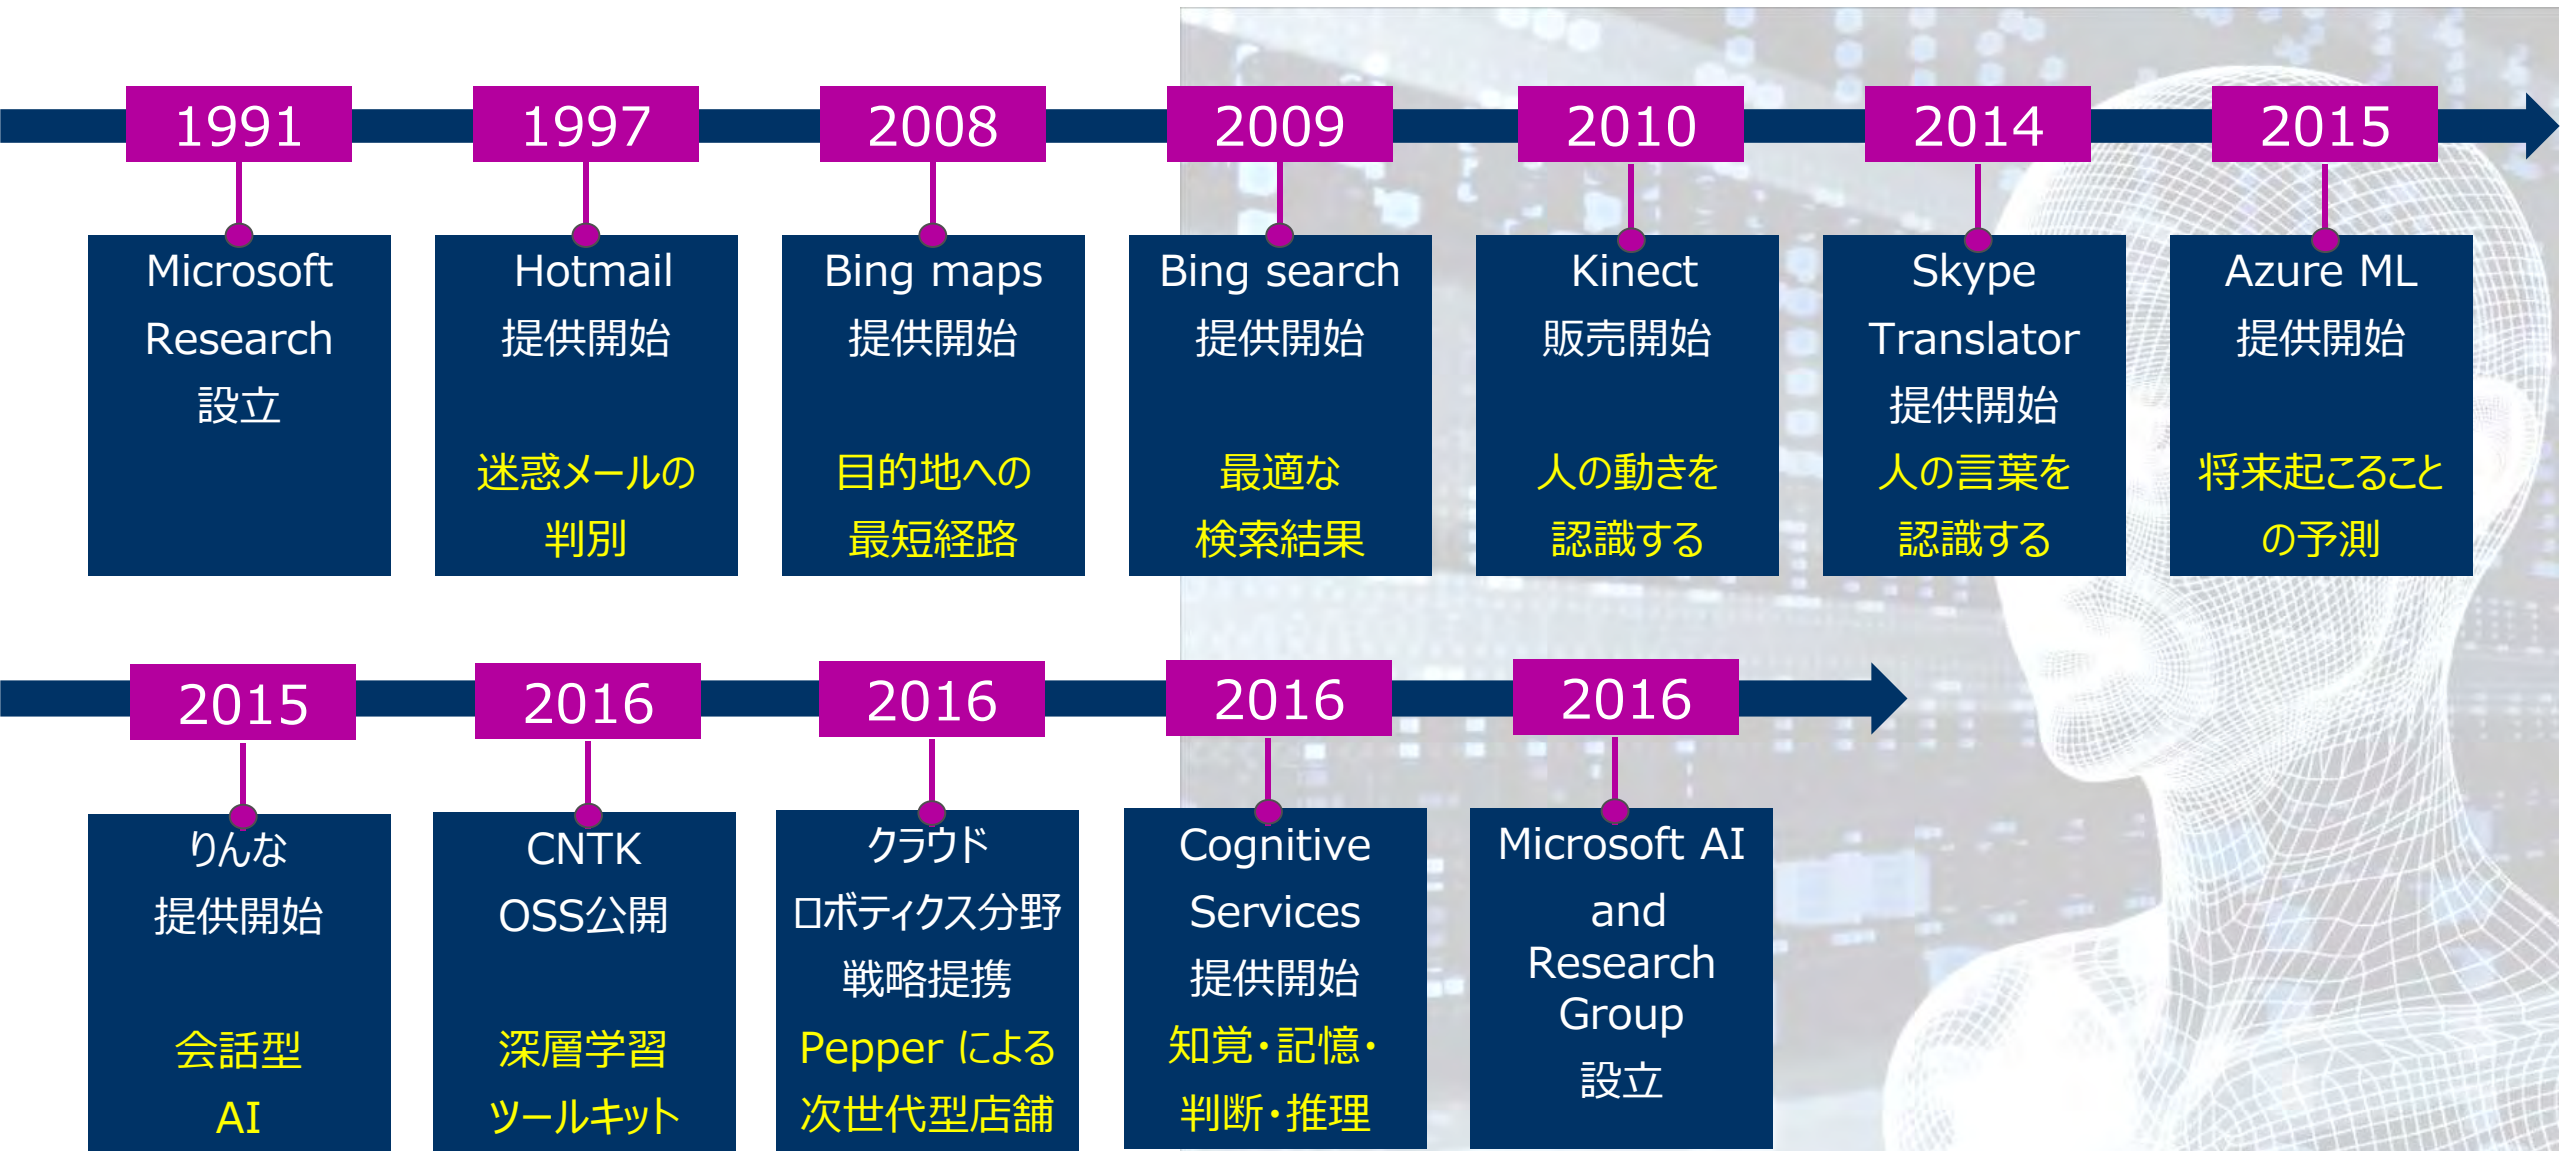 1991
1997
2008
2009
2010
2014
2015
Microsoft
Research
設立
Hotmail
提供開始
迷惑メールの
判別
Bing maps
提供開始
目的地への
最短経路
Bing search
提供開始
最適な
検索結果
Kinect
販売開始
人の動きを
認識する
Skype
Translator
提供開始
人の言葉を
認識する
Azure ML
提供開始
将来起こること
の予測
2015
2016
2016
2016
2016
りんな
提供開始
会話型
AI
CNTK
OSS公開
深層学習
ツールキット
クラウド
ロボティクス分野
戦略提携
Pepper による
次世代型店舗
Cognitive
Services
提供開始
知覚・記憶・
判断・推理
Microsoft AI
and
Research
Group
設立